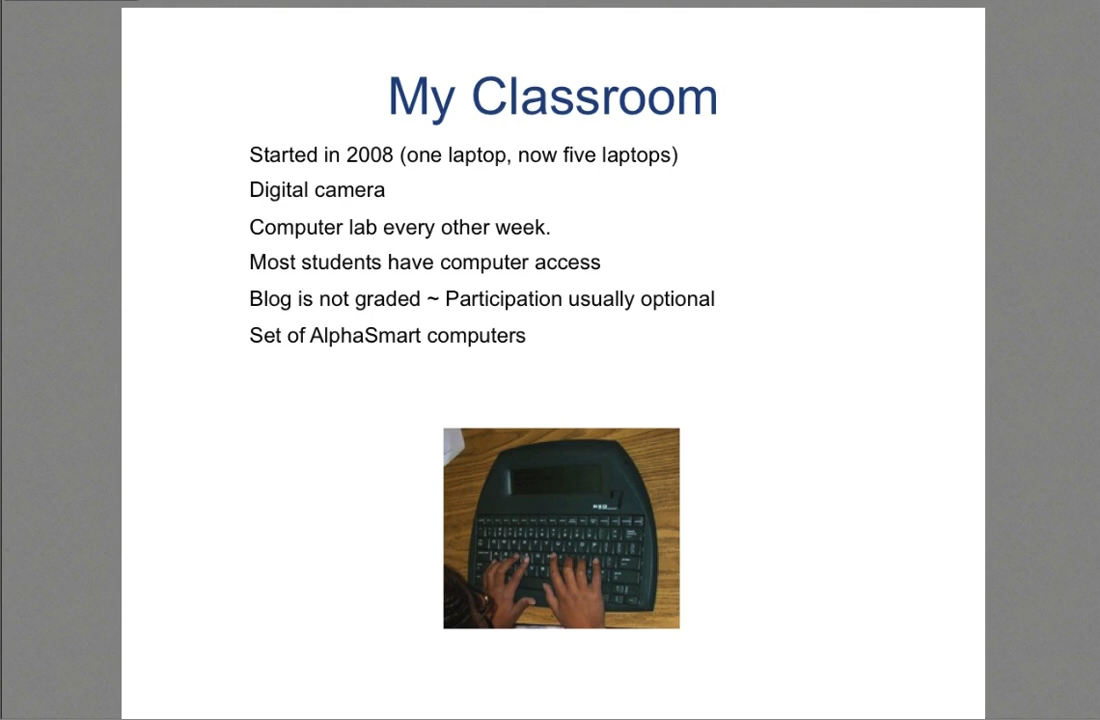 My Classroom
Started in 2008 (one laptop, now five laptops)
Digital camera
Computer lab every other week.
Most students have computer access
Blog is not graded ~ Participation usually optional
Set of AlphaSmart computers